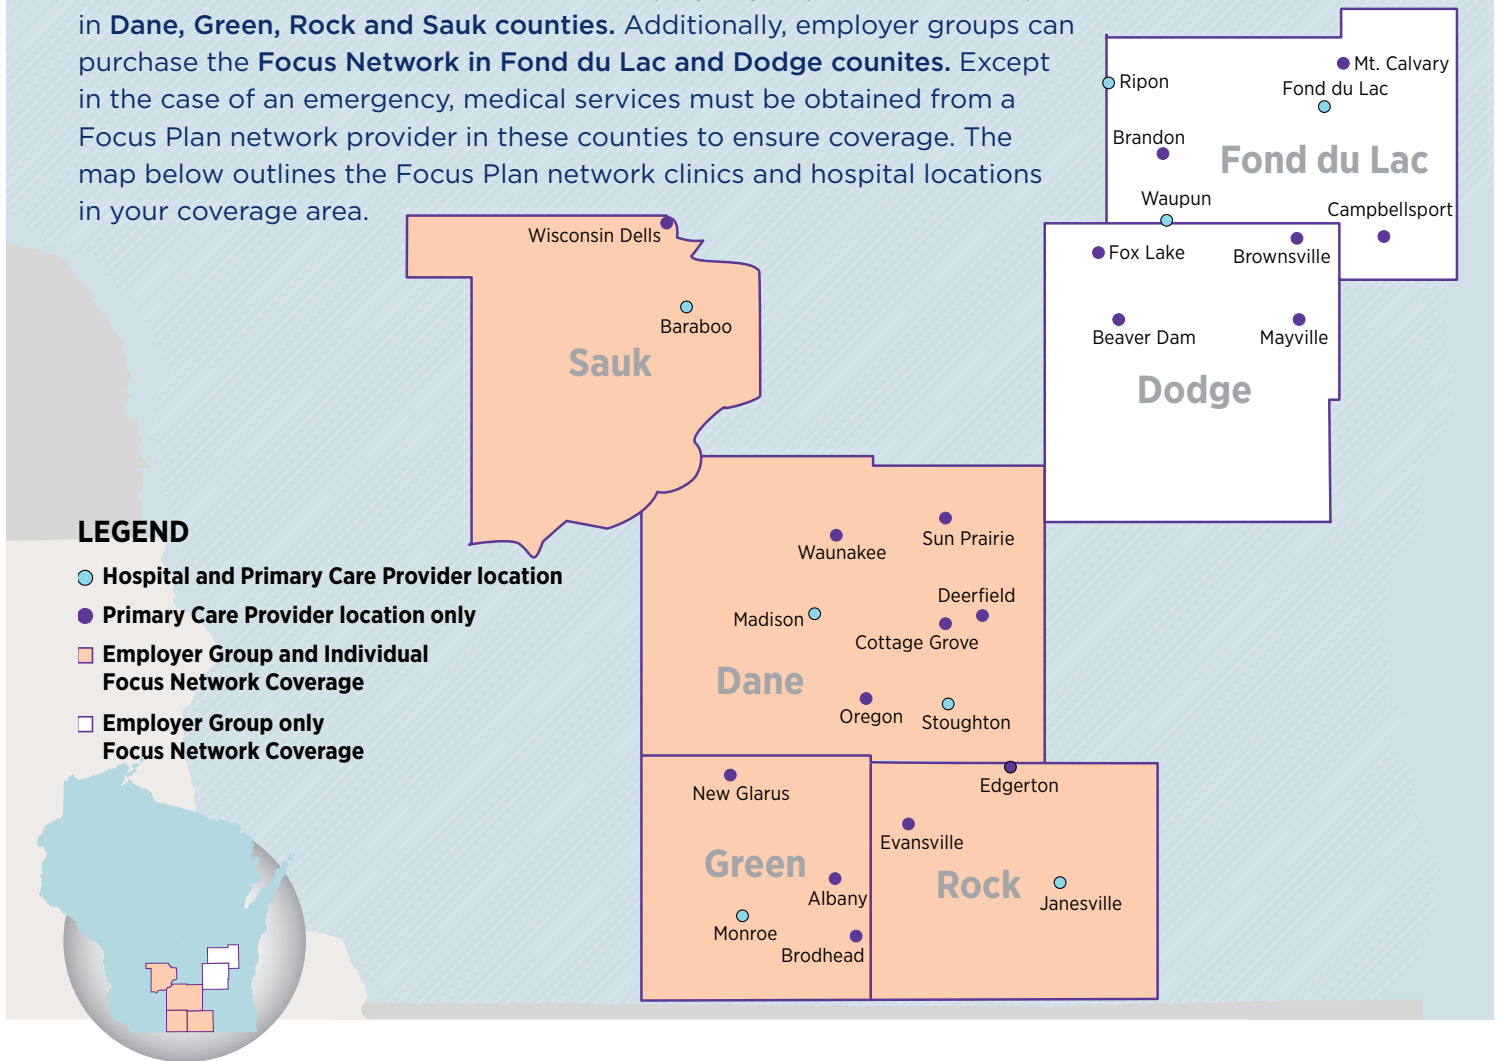 in Dane, Green, Rock and Sauk counties. Additionally, employer groups can
purchase the Focus Network in Fond du Lac and Dodge counites. Except
in the case of an emergency, medical services must be obtained from a
Focus Plan network provider in these counties to ensure coverage. The
map below outlines the Focus Plan network clinics and hospital locations
in your coverage area.
Mt. Calvary
Ripon
Fond du Lac
Brandon
Fond du Lac
Waupun
Campbellsport
Wisconsin Dells
Fox Lake
Brownsville
Baraboo
Beaver Dam
Mayville
Sauk
Dodge
LEGEND
Hospital and Primary Care Provider location
Primary Care Provider location only
Employer Group and Individual
Focus Network Coverage
Employer Group only
Focus Network Coverage
Sun Prairie
Waunakee
Deerfield
Madison
Cottage Grove
Dane
Oregon
Stoughton
Edgerton
New Glarus
Evansville
Green
Rock
Albany
Janesville
Monroe
Brodhead